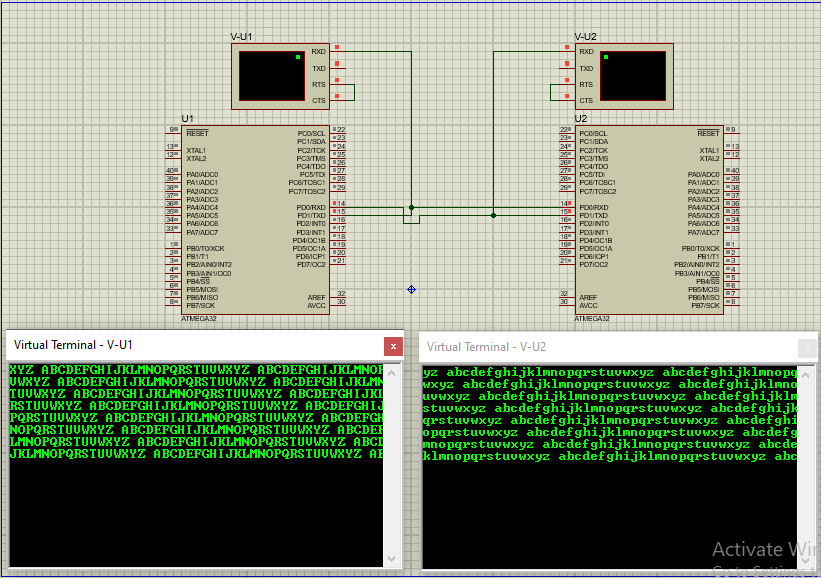 V-U1
RXD
TXD
RTS
CTS
V-U2
RXD
TXD
RTS
CTS
U1
9 RESET
13 XTAL1
12 XTAL2
40 PA0/ADC0
39 PA1/ADC1
38 PA2/ADC2
37 PA3/ADC3
36 PA4/ADC4
35 PA5/ADC5
34 PA6/ADC6
33 PA7/ADC7
1 PB0/T0/XCK
2 PB1/T1
3 PB2/AIN0/INT2
4 PB3/AIN1/OC0
5 PB4/SS
6 PB5/MOSI
7 PB6/MISO
8 PB7/SCK
PC0/SCL 22
PC1/SDA 23
PC2/TCK 24
PC3/TMS 25
PC4/TDO 26
PC5/TDI 27
PC6/TOSC1 28
PC7/TOSC2 29
PD0/RXD 14
PD1/TXD 15
PD2/INT0 16
PD3/INT1 17
PD4/OC1B 18
PD5/OC1A 19
PD6/ICP1 20
PD7/OC2 21
AREF 32
AVCC 30
ATMEGA32
U2
22 PC0/SCL
23 PC1/SDA
24 PC2/TCK
25 PC3/TMS
26 PC4/TDO
27 PC5/TDI
28 PC6/TOSC1
29 PC7/TOSC2
14 PD0/RXD
15 PD1/TXD
16 PD2/INT0
17 PD3/INT1
18 PD4/OC1B
19 PD5/OC1A
20 PD6/ICP1
21 PD7/OC2
32 AREF
30 AVCC
RESET 9
XTAL1 13
XTAL2 12
PA0/ADC0 40
PA1/ADC1 39
PA2/ADC2 38
PA3/ADC3 37
PA4/ADC4 36
PA5/ADC5 35
PA6/ADC6 34
PA7/ADC7 33
PB0/T0/XCK 1
PB1/T1 2
PB2/AIN0/INT2 3
PB3/AIN1/OC0 4
PB4/SS 5
PB5/MOSI 6
PB6/MISO 7
PB7/SCK 8
ATMEGA32
Virtual Terminal - V-U1
x
XYZ ABCDEFGHIJKLMNOPQRSTUVWXYZ ABCDEFGHIJKLMNOP
VWXYZ ABCDEFGHIJKLMNOPQRSTUVWXYZ ABCDEFGHIJKLMN
TUVWXYZ ABCDEFGHIJKLMNOPQRSTUVWXYZ ABCDEFGHIJKL
RSTUVWXYZ ABCDEFGHIJKLMNOPQRSTUVWXYZ ABCDEFGHIJ
PQRSTUVWXYZ ABCDEFGHIJKLMNOPQRSTUVWXYZ ABCDEFGH
NOPQRSTUVWXYZ ABCDEFGHIJKLMNOPQRSTUVWXYZ ABCDEF
LMNOPQRSTUVWXYZ ABCDEFGHIJKLMNOPQRSTUVWXYZ ABCD
JKLMNOPQRSTUVWXYZ ABCDEFGHIJKLMNOPQRSTUVWXYZ AB
Virtual Terminal - V-U2
x
yz abcdefghijklmnopqrstuvwxyz abcdefghijklmnopq
wxyz abcdefghijklmnopqrstuvwxyz abcdefghijklmno
uvwxyz abcdefghijklmnopqrstuvwxyz abcdefghijklm
stuvwxyz abcdefghijklmnopqrstuvwxyz abcdefghijk
qrstuvwxyz abcdefghijklmnopqrstuvwxyz abcdefghi
opqrstuvwxyz abcdefghijklmnopqrstuvwxyz abcdefg
mnopqrstuvwxyz abcdefghijklmnopqrstuvwxyz abcde
klmnopqrstuvwxyz abcdefghijklmnopqrstuvwxyz abc
Activate Wi